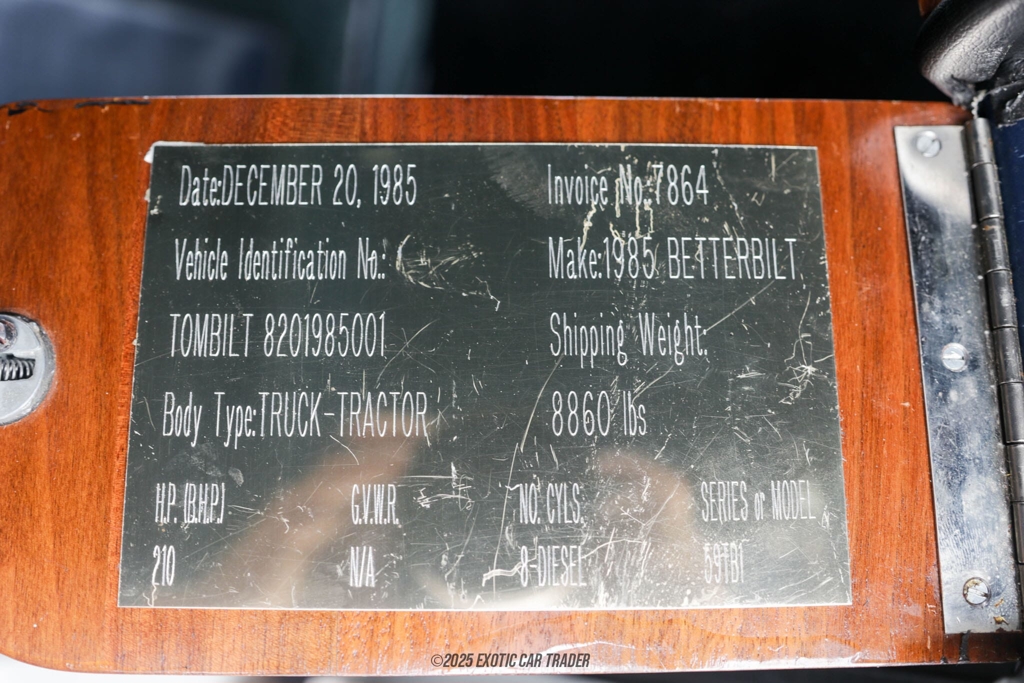 Date:DECEMBER 20, 1985 Invoice No.:7864
Vehicle Identification No.: Make:1985 BETTERBILT
TOMBILT 8201985001 Shipping Weight:
Body Type:TRUCK-TRACTOR 8860 lbs
H.P. (B.H.P.) G.V.W.R. NO. CYLS. SERIES or MODEL
210 N/A 8-DIESEL 59TB1
©2025 EXOTIC CAR TRADER